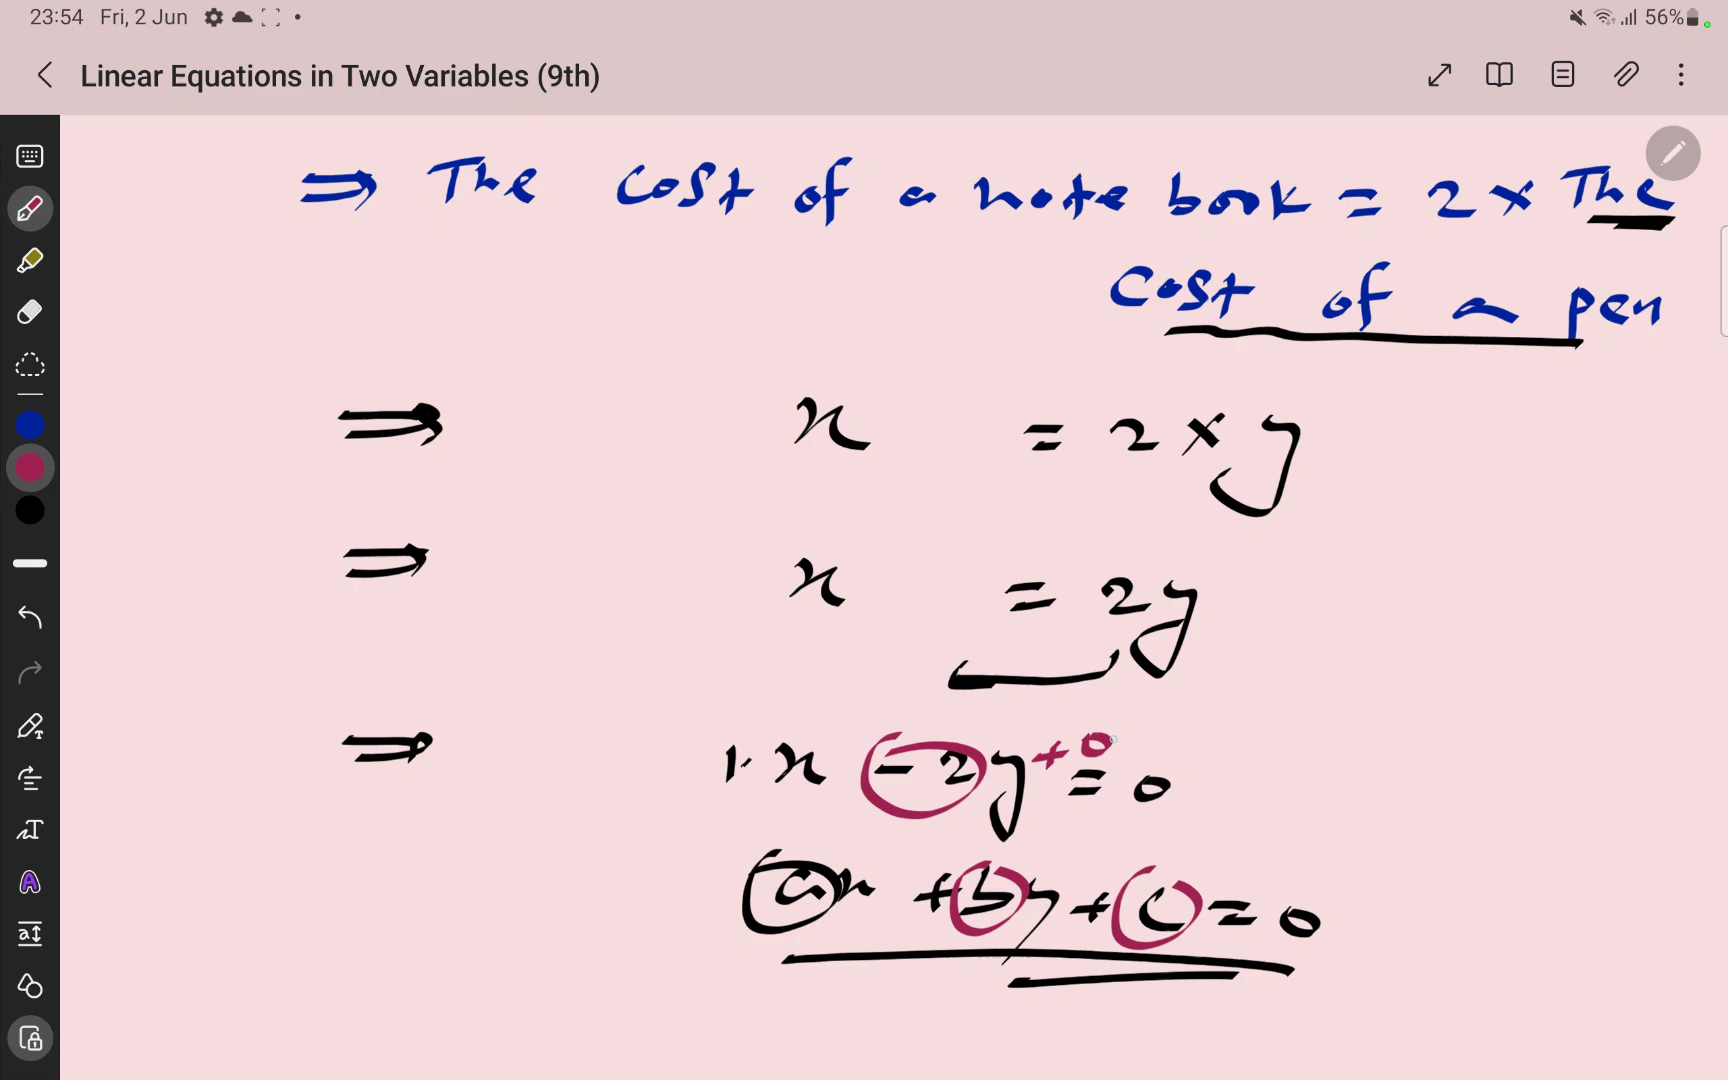 23:54 Fri, 2 Jun 56%
Linear Equations in Two Variables (9th)
⇒ The cost of a note book = 2 × The
cost of a pen
⇒ x = 2 × y
⇒ x = 2y
⇒ 1·x - 2y + 0 = 0
ax + by + c = 0